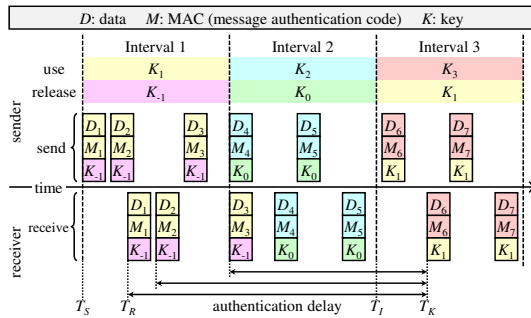 D: data M: MAC (message authentication code) K: key
Interval 1 Interval 2 Interval 3
use K1 K2 K3
release K-1 K0 K1
sender
send
D1 D2 D3 D4 D5 D6 D7
M1 M2 M3 M4 M5 M6 M7
K-1 K-1 K-1 K0 K0 K1 K1
time
receiver
receive
D1 D2 D3 D4 D5 D6 D7
M1 M2 M3 M4 M5 M6 M7
K-1 K-1 K-1 K0 K0 K1 K1
TS TR authentication delay TI TK